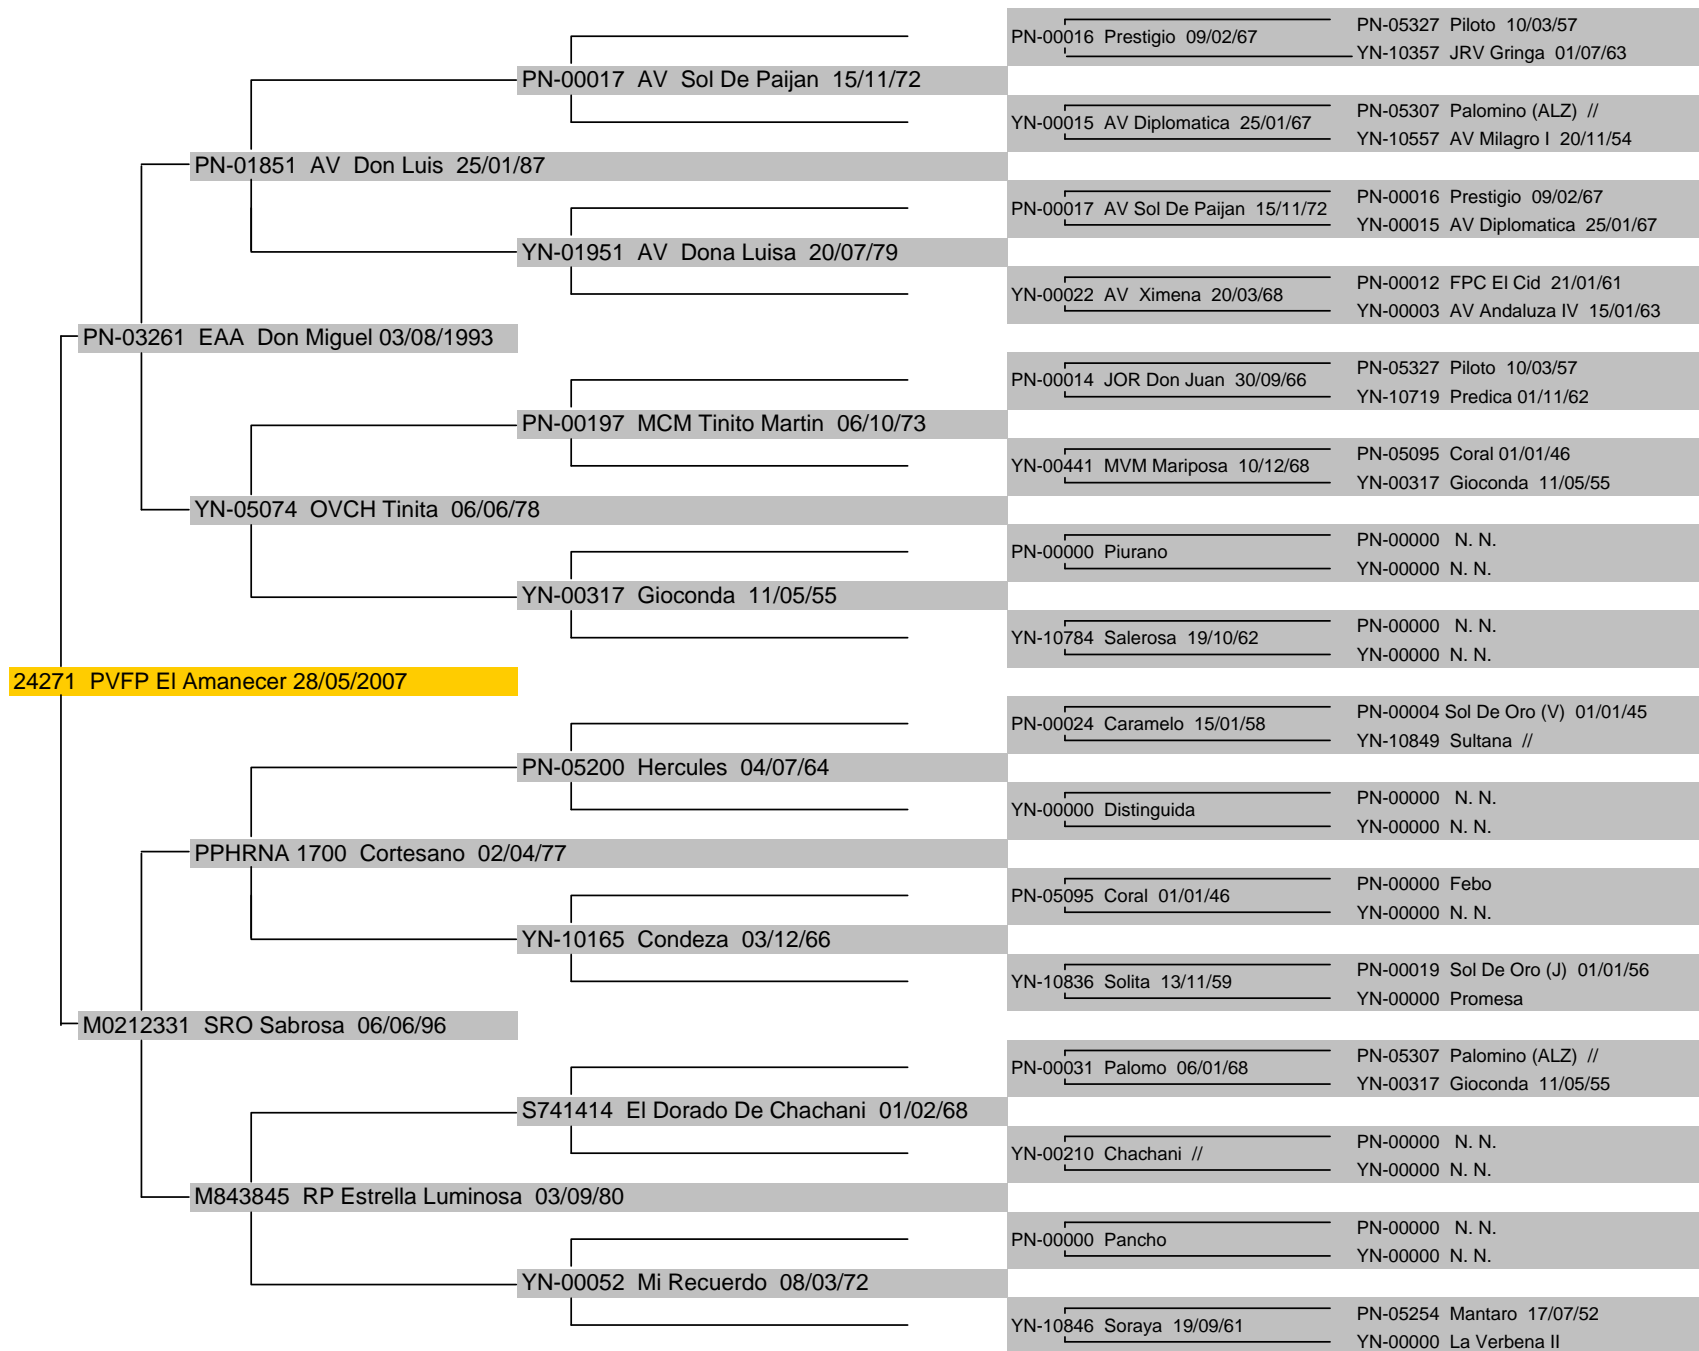 PN-00016 Prestigio 09/02/67
PN-05327 Piloto 10/03/57
YN-10357 JRV Gringa 01/07/63
PN-00017 AV Sol De Paijan 15/11/72
YN-00015 AV Diplomatica 25/01/67
PN-05307 Palomino (ALZ) //
YN-10557 AV Milagro I 20/11/54
PN-01851 AV Don Luis 25/01/87
PN-00017 AV Sol De Paijan 15/11/72
PN-00016 Prestigio 09/02/67
YN-00015 AV Diplomatica 25/01/67
YN-01951 AV Dona Luisa 20/07/79
YN-00022 AV Ximena 20/03/68
PN-00012 FPC El Cid 21/01/61
YN-00003 AV Andaluza IV 15/01/63
PN-03261 EAA Don Miguel 03/08/1993
PN-00014 JOR Don Juan 30/09/66
PN-05327 Piloto 10/03/57
YN-10719 Predica 01/11/62
PN-00197 MCM Tinito Martin 06/10/73
YN-00441 MVM Mariposa 10/12/68
PN-05095 Coral 01/01/46
YN-00317 Gioconda 11/05/55
YN-05074 OVCH Tinita 06/06/78
PN-00000 Piurano
PN-00000 N. N.
YN-00000 N. N.
YN-00317 Gioconda 11/05/55
YN-10784 Salerosa 19/10/62
PN-00000 N. N.
YN-00000 N. N.
24271 PVFP El Amanecer 28/05/2007
PN-00024 Caramelo 15/01/58
PN-00004 Sol De Oro (V) 01/01/45
YN-10849 Sultana //
PN-05200 Hercules 04/07/64
YN-00000 Distinguida
PN-00000 N. N.
YN-00000 N. N.
PPHRNA 1700 Cortesano 02/04/77
PN-05095 Coral 01/01/46
PN-00000 Febo
YN-00000 N. N.
YN-10165 Condeza 03/12/66
YN-10836 Solita 13/11/59
PN-00019 Sol De Oro (J) 01/01/56
YN-00000 Promesa
M0212331 SRO Sabrosa 06/06/96
PN-00031 Palomo 06/01/68
PN-05307 Palomino (ALZ) //
YN-00317 Gioconda 11/05/55
S741414 El Dorado De Chachani 01/02/68
YN-00210 Chachani //
PN-00000 N. N.
YN-00000 N. N.
M843845 RP Estrella Luminosa 03/09/80
PN-00000 Pancho
PN-00000 N. N.
YN-00000 N. N.
YN-00052 Mi Recuerdo 08/03/72
YN-10846 Soraya 19/09/61
PN-05254 Mantaro 17/07/52
YN-00000 La Verbena II